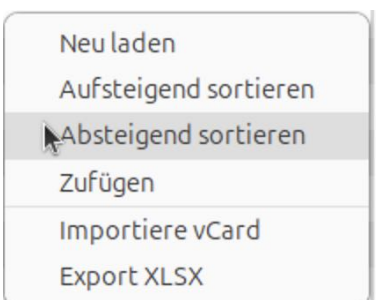 Neu laden
Aufsteigend sortieren
Absteigend sortieren
Zufügen
Importiere vCard
Export XLSX